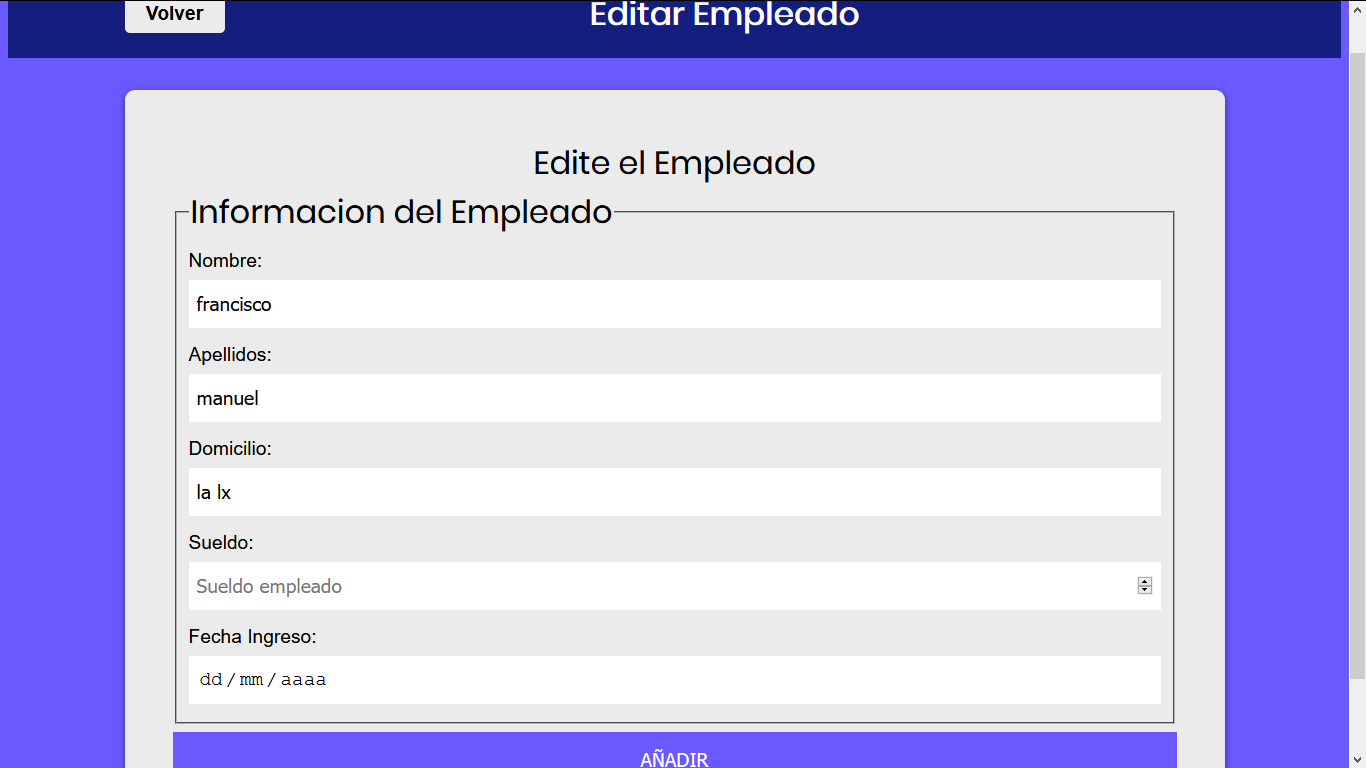 Volver
Editar Empleado
Edite el Empleado
Informacion del Empleado
Nombre:
francisco
Apellidos:
manuel
Domicilio:
la lx
Sueldo:
Sueldo empleado
Fecha Ingreso:
dd / mm / aaaa
AÑADIR